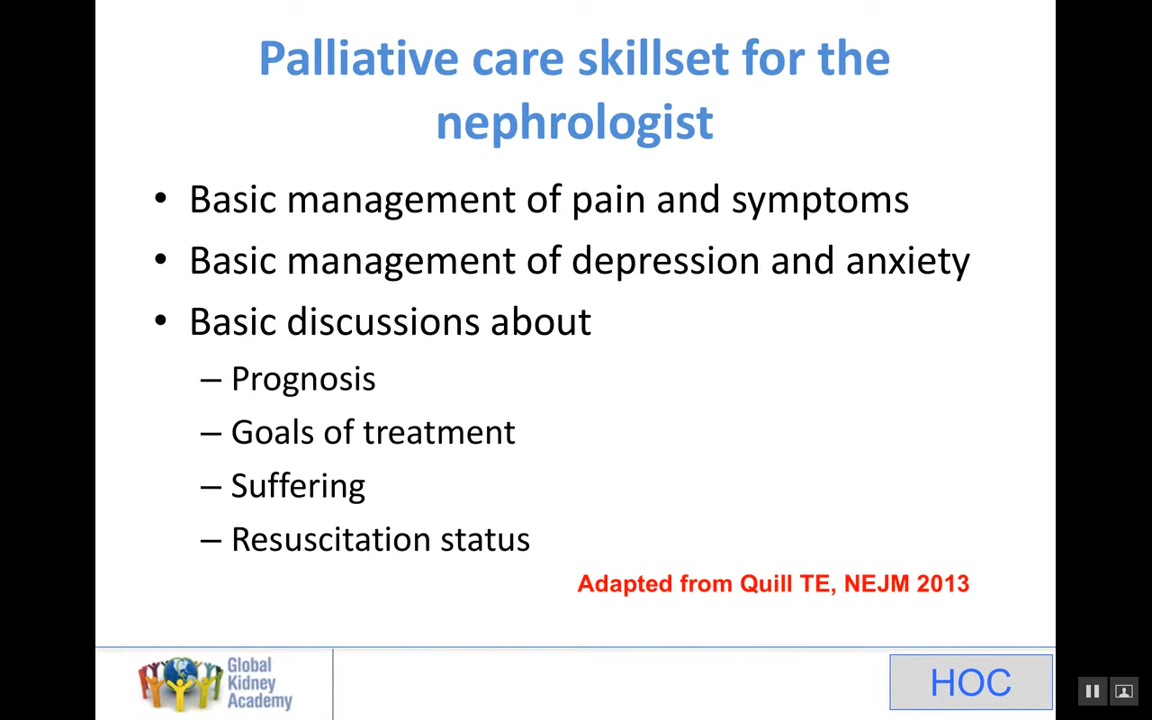 Palliative care skillset for the
nephrologist
• Basic management of pain and symptoms
• Basic management of depression and anxiety
• Basic discussions about
– Prognosis
– Goals of treatment
– Suffering
– Resuscitation status
Adapted from Quill TE, NEJM 2013
Global
Kidney
Academy
HOC